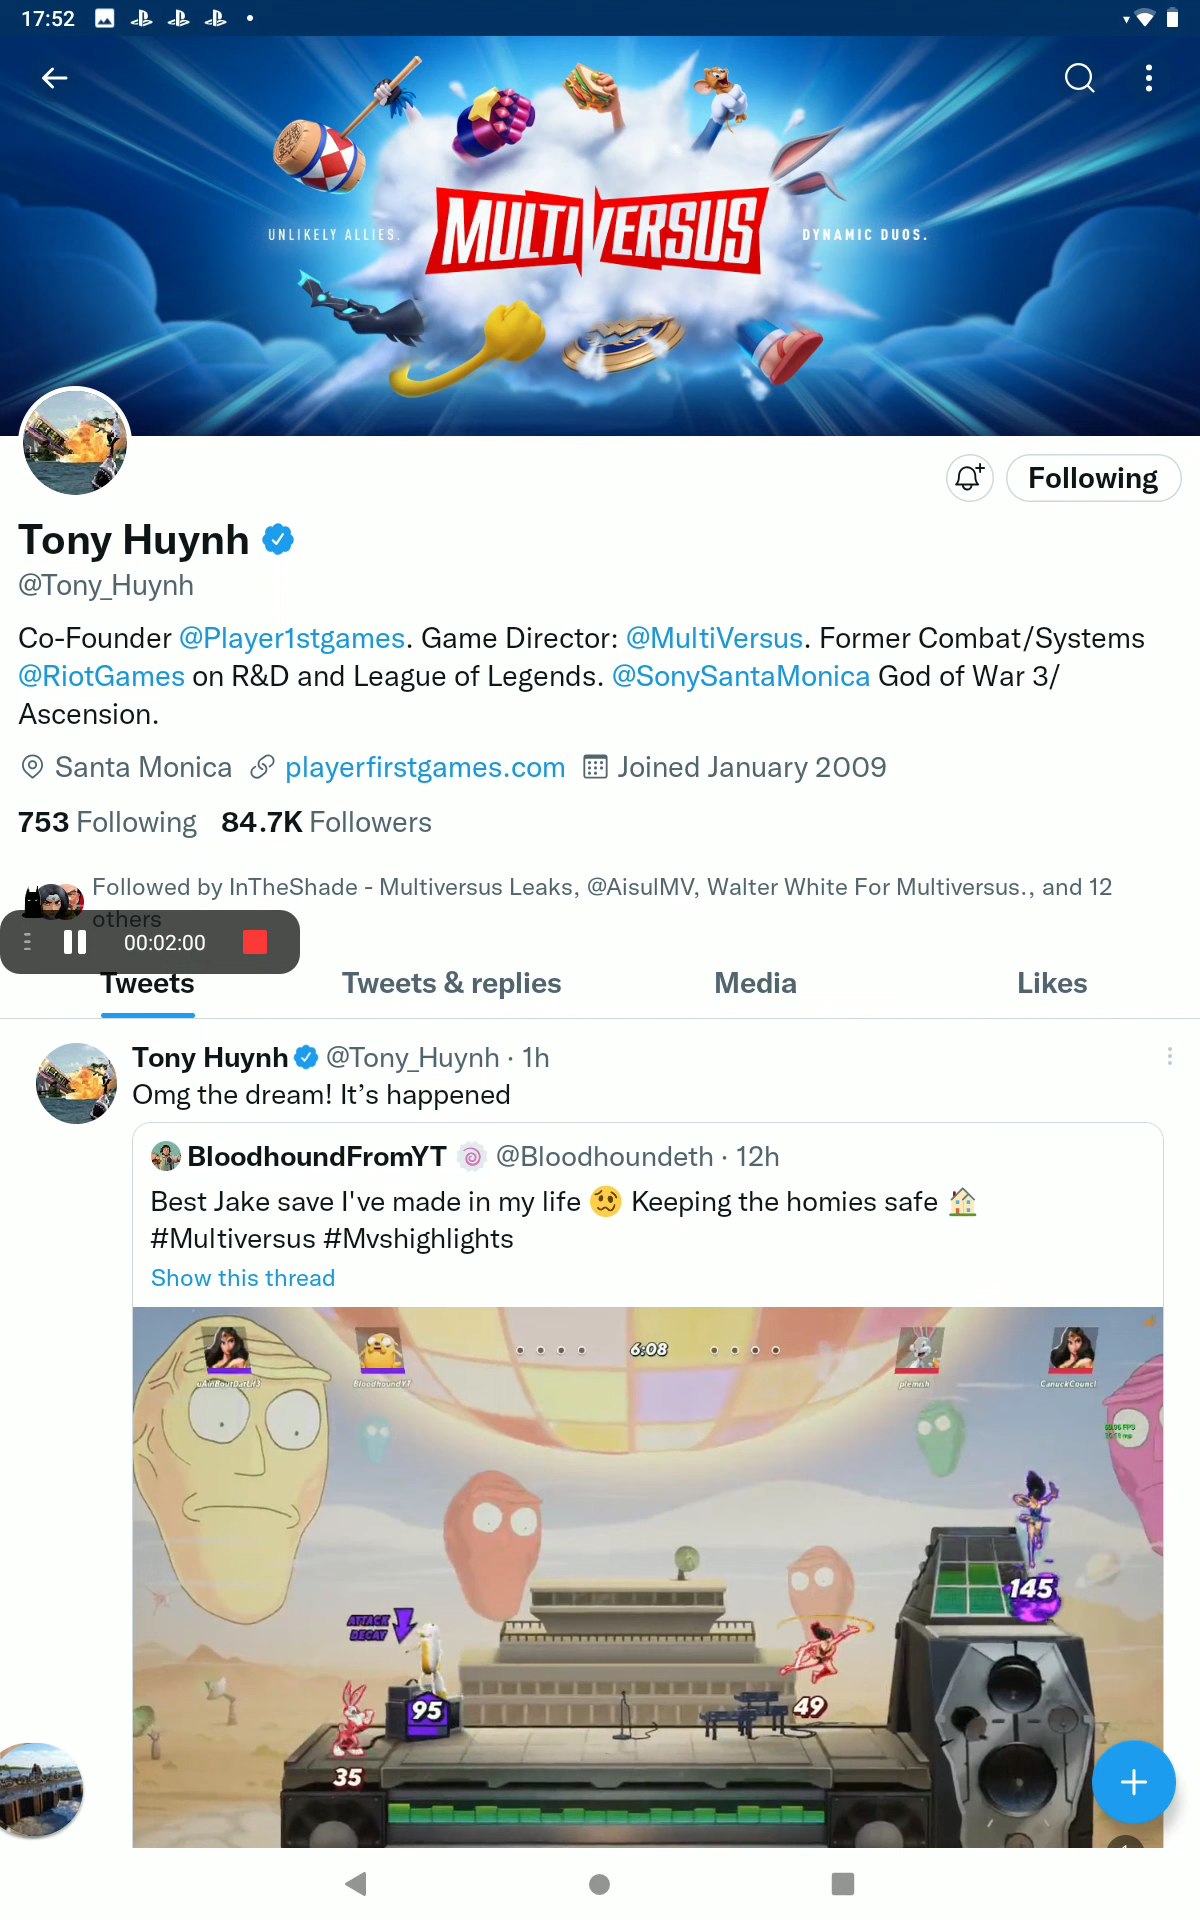 17:52
UNLIKELY ALLIES.
MULTIVERSUS
DYNAMIC DUOS.
Following
Tony Huynh
@Tony_Huynh
Co-Founder @Player1stgames. Game Director: @MultiVersus. Former Combat/Systems
@RiotGames on R&D and League of Legends. @SonySantaMonica God of War 3/
Ascension.
Santa Monica playerfirstgames.com Joined January 2009
753 Following 84.7K Followers
Followed by InTheShade - Multiversus Leaks, @AisulMV, Walter White For Multiversus., and 12
others
00:02:00
Tweets Tweets & replies Media Likes
Tony Huynh @Tony_Huynh · 1h
Omg the dream! It’s happened
BloodhoundFromYT @Bloodhoundeth · 12h
Best Jake save I've made in my life Keeping the homies safe
#Multiversus #Mvshighlights
Show this thread
6:08
BloodhoundYT
plemish
CanuckCouncl
145
ATTACK
DECAY
95
49
35